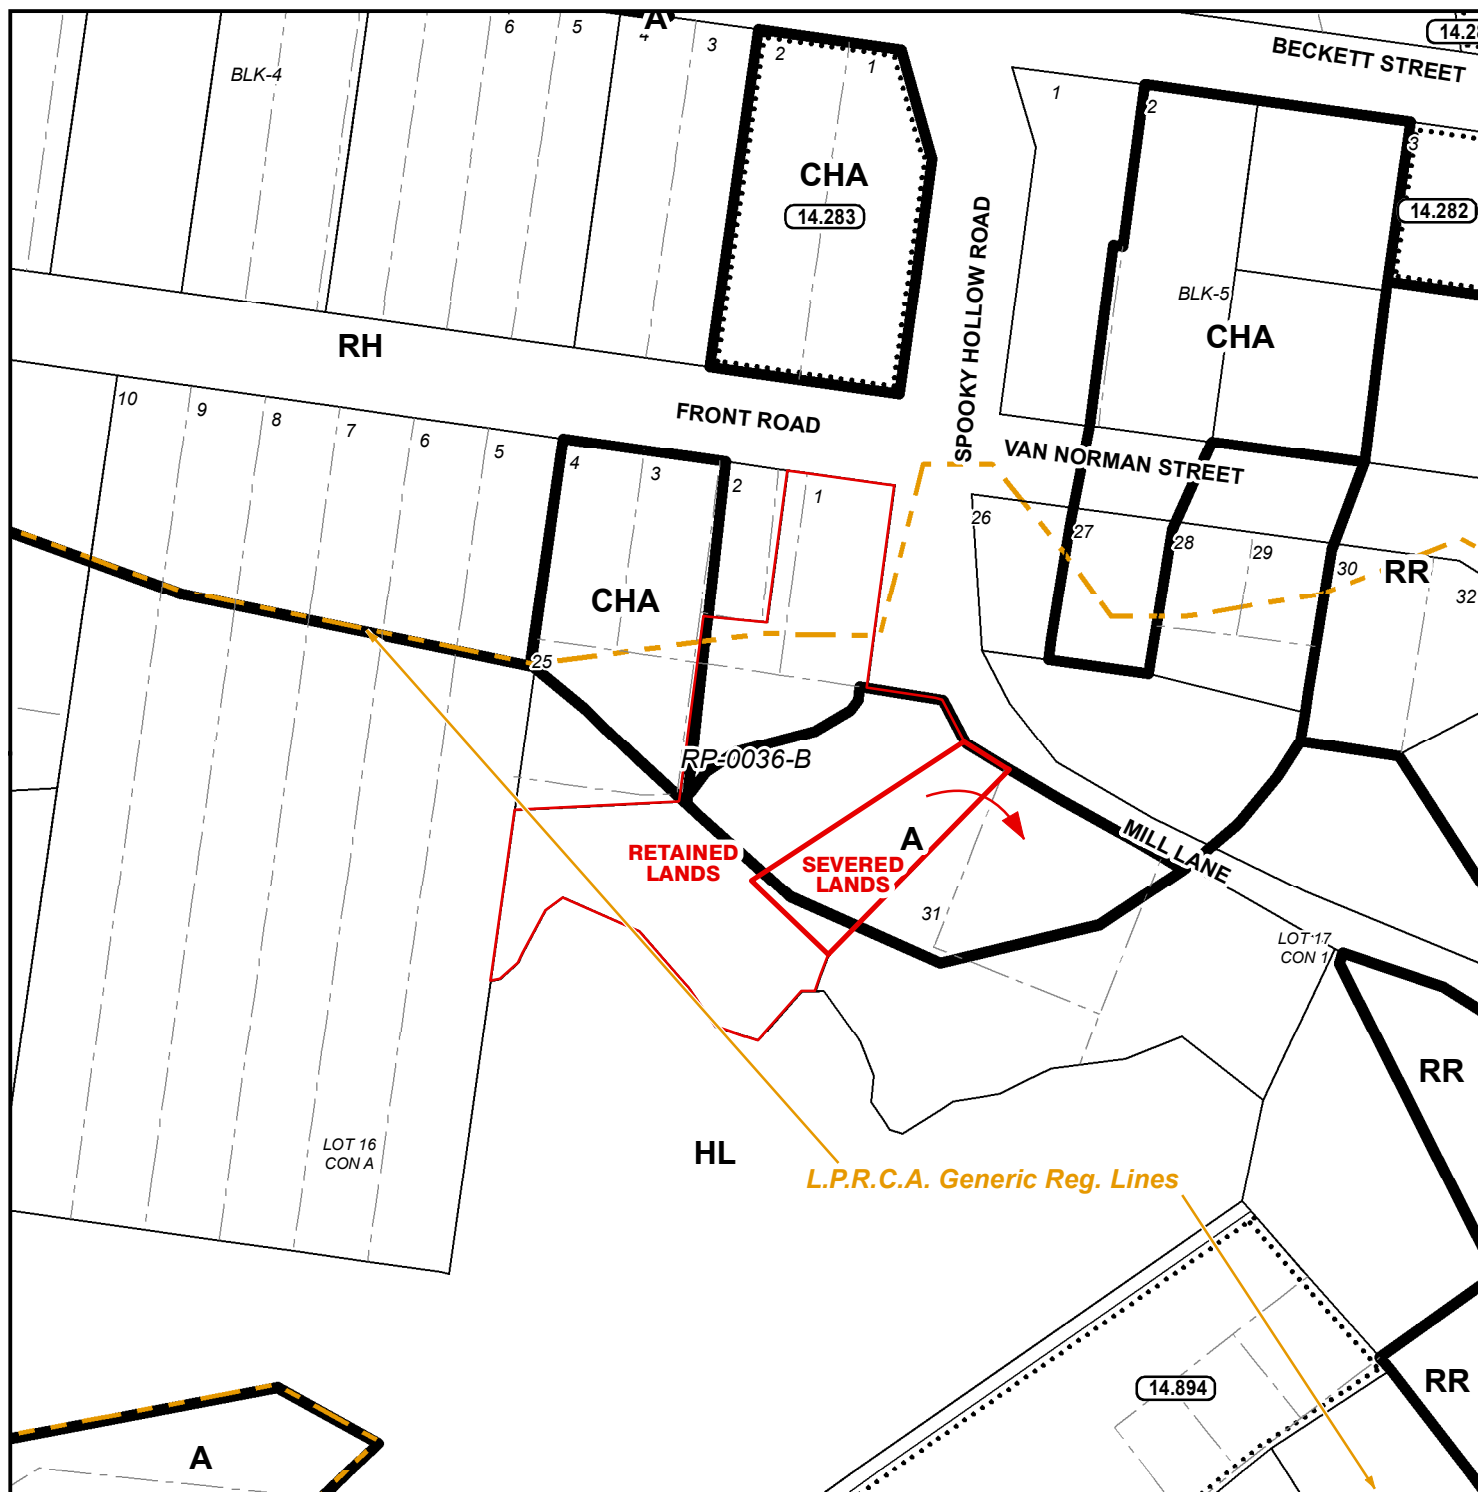 A
6
5
4
3
2
1
BLK-4
CHA
14.283
BECKETT STREET
1
2
3
14.282
BLK-5
CHA
SPOOKY HOLLOW ROAD
RH
FRONT ROAD
VAN NORMAN STREET
10
9
8
7
6
5
4
3
2
1
26
27
28
29
30
32
RR
CHA
25
RP-0036-B
RETAINED
LANDS
SEVERED
LANDS
A
MILL LANE
31
LOT 17
CON 1
RR
LOT 16
CON A
HL
L.P.R.C.A. Generic Reg. Lines
14.894
RR
A